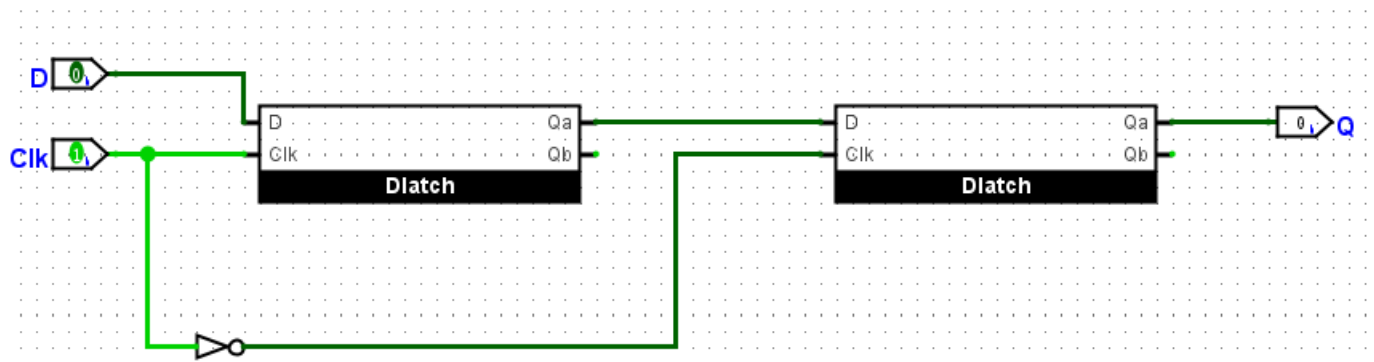 D 0
D Qa D Qa 0 Q
Clk 1 Clk Qb Clk Qb
Dlatch Dlatch